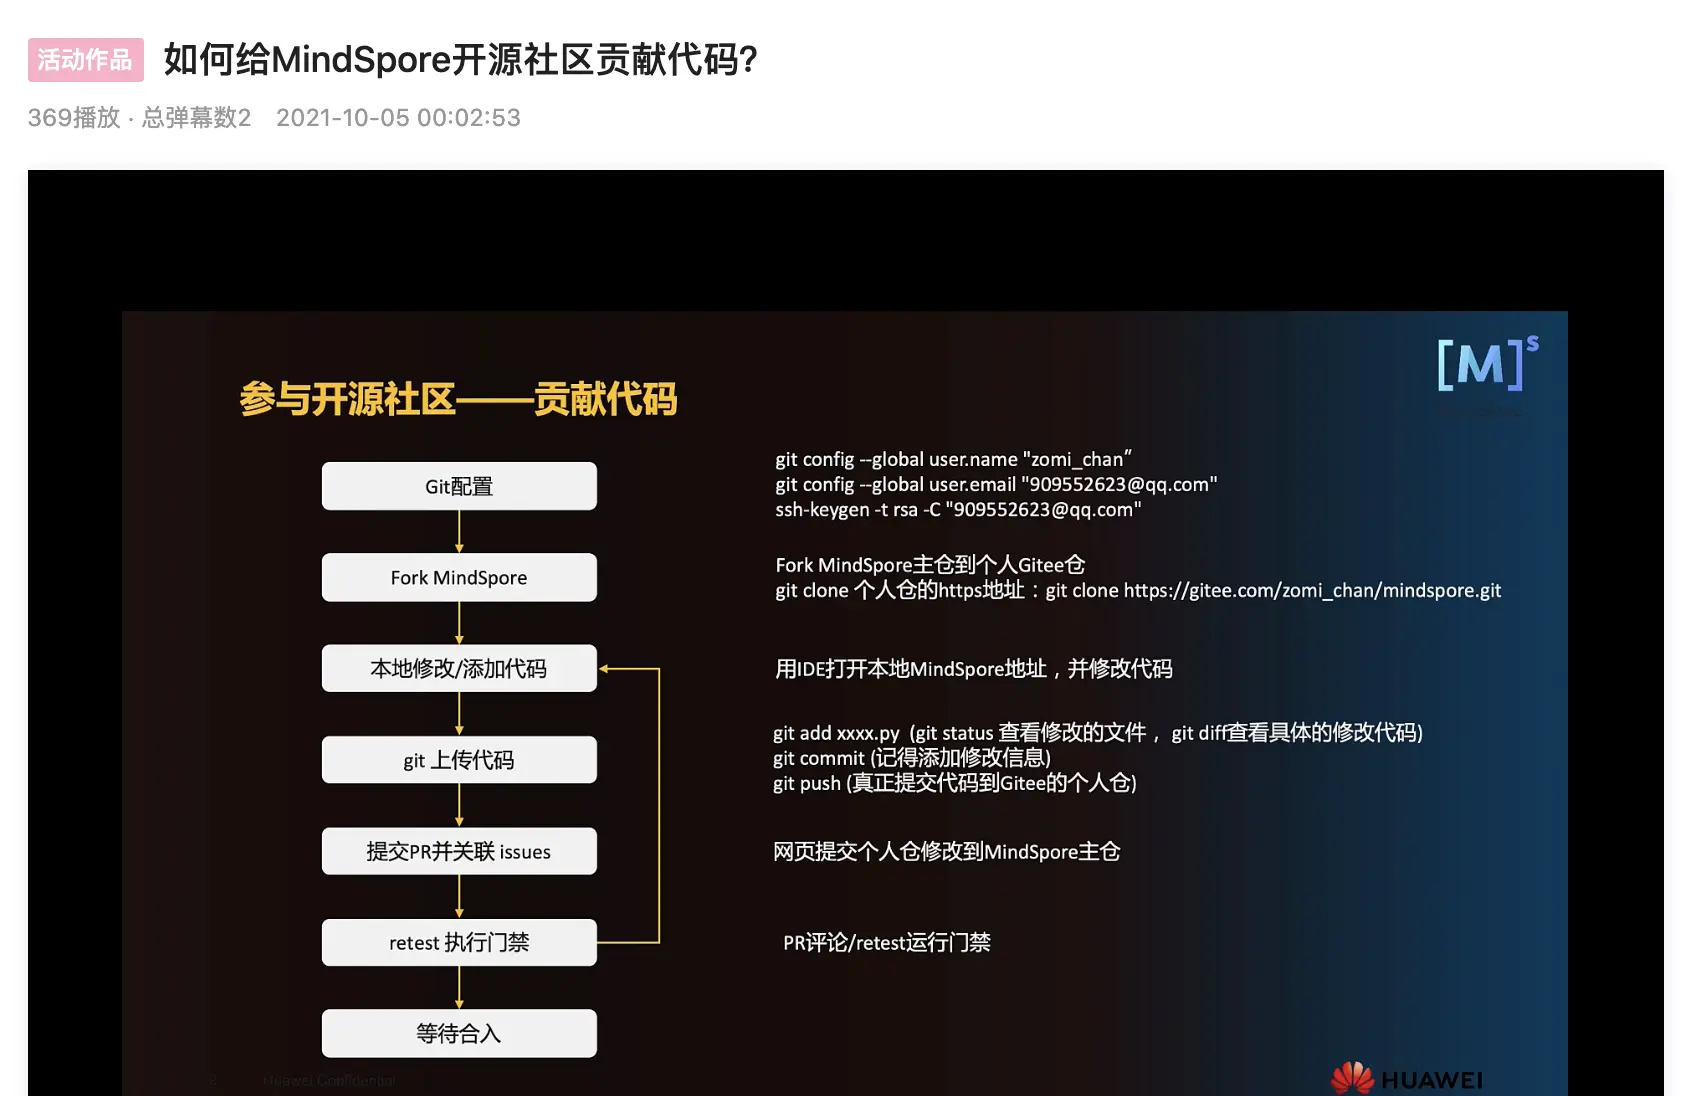 活动作品 如何给MindSpore开源社区贡献代码?
369播放 · 总弹幕数2 2021-10-05 00:02:53
[M]s
参与开源社区——贡献代码
Git配置
git config --global user.name "zomi_chan”
git config --global user.email "909552623@qq.com"
ssh-keygen -t rsa -C "909552623@qq.com"
Fork MindSpore
Fork MindSpore主仓到个人Gitee仓
git clone 个人仓的https地址：git clone https://gitee.com/zomi_chan/mindspore.git
本地修改/添加代码
用IDE打开本地MindSpore地址，并修改代码
git 上传代码
git add xxxx.py (git status 查看修改的文件， git diff查看具体的修改代码)
git commit (记得添加修改信息)
git push (真正提交代码到Gitee的个人仓)
提交PR并关联 issues
网页提交个人仓修改到MindSpore主仓
retest 执行门禁
PR评论/retest运行门禁
等待合入
2 Huawei Confidential
HUAWEI